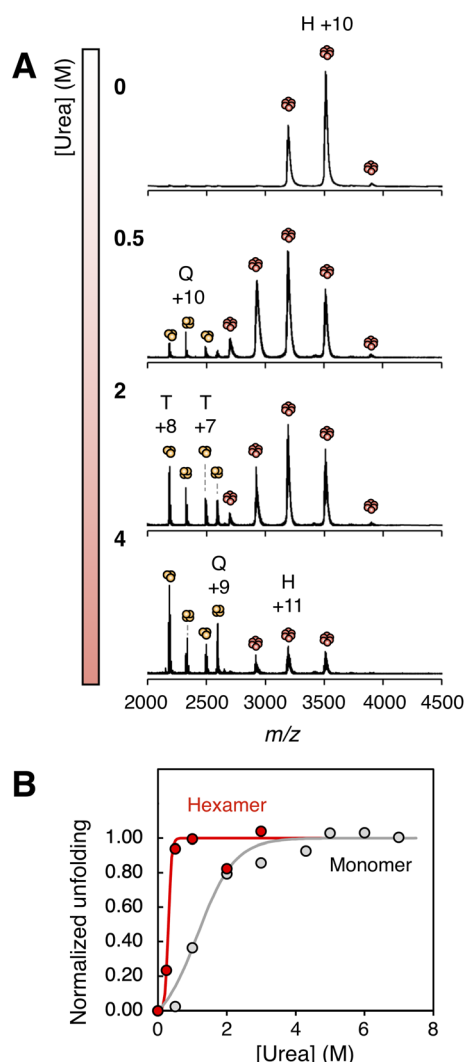 A
[Urea] (M)
H +10
0
0.5
Q
+10
2
T T
+8 +7
4
Q
+9
H
+11
2000 2500 3000 3500 4000 4500
m/z
B
Normalized unfolding
Hexamer
Monomer
1.00
0.80
0.60
0.40
0.20
0.00
0 2 4 6 8
[Urea] (M)